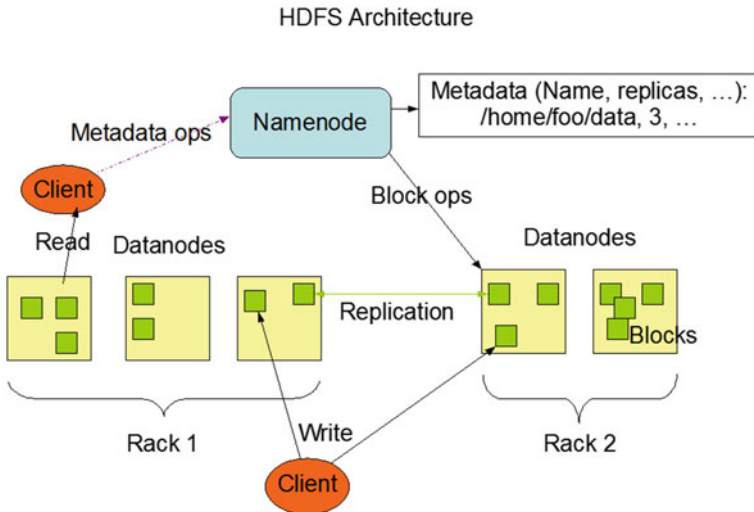 HDFS Architecture
Metadata (Name, replicas, …):
/home/foo/data, 3, …
Namenode
Metadata ops
Client
Block ops
Read
Datanodes
Datanodes
Replication
Blocks
Rack 1
Write
Rack 2
Client